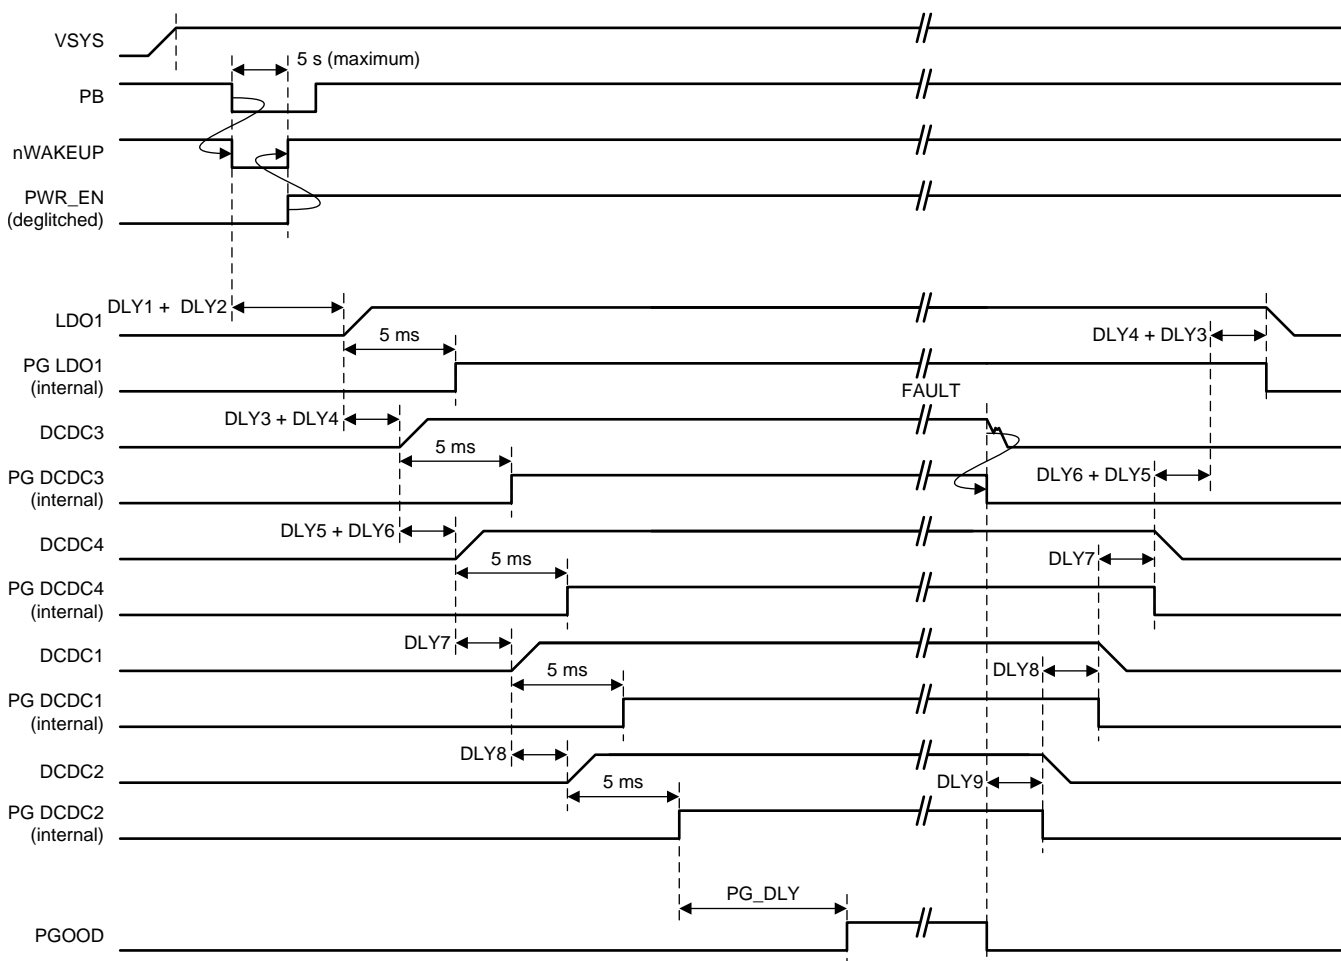 VSYS
5 s (maximum)
PB
nWAKEUP
PWR_EN
(deglitched)
DLY1 + DLY2
LDO1
5 ms
DLY4 + DLY3
PG LDO1
(internal)
FAULT
DLY3 + DLY4
DCDC3
5 ms
PG DCDC3
(internal)
DLY6 + DLY5
DLY5 + DLY6
DCDC4
5 ms
DLY7
PG DCDC4
(internal)
DLY7
DCDC1
5 ms
DLY8
PG DCDC1
(internal)
DLY8
DCDC2
5 ms
DLY9
PG DCDC2
(internal)
PG_DLY
PGOOD